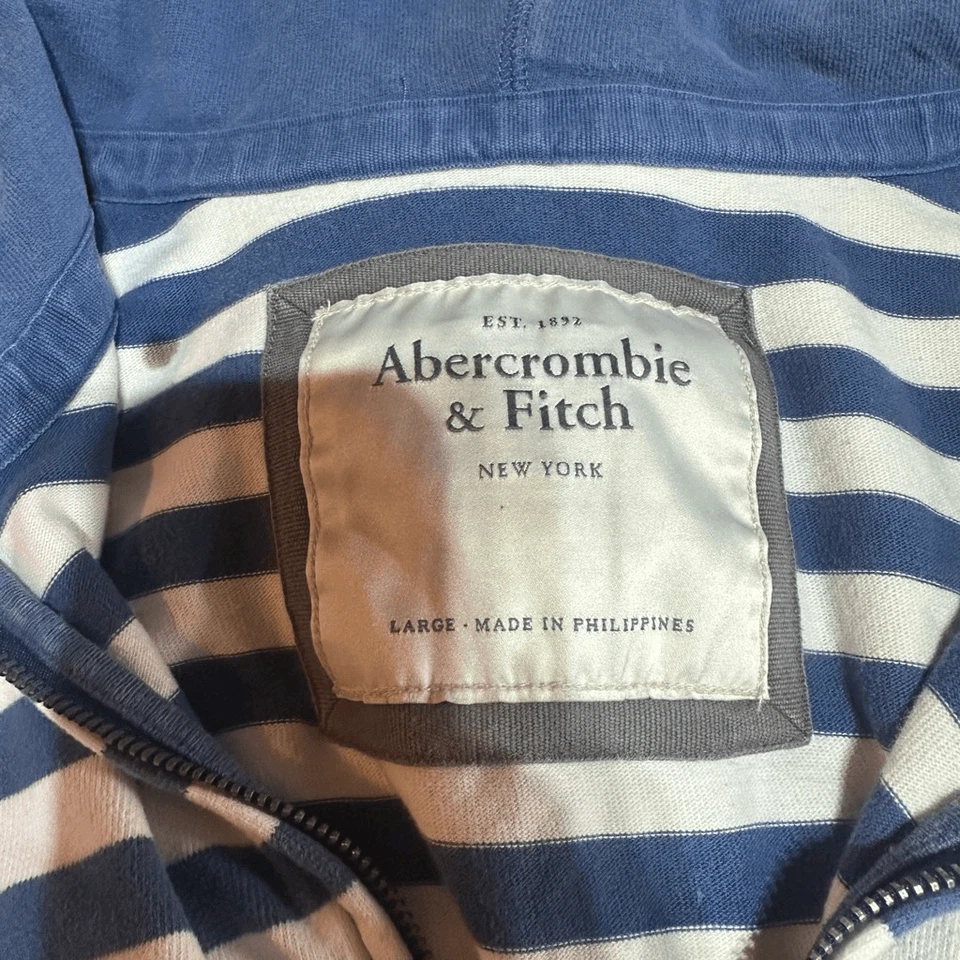 EST. 1892
Abercrombie
& Fitch
NEW YORK
LARGE · MADE IN PHILIPPINES